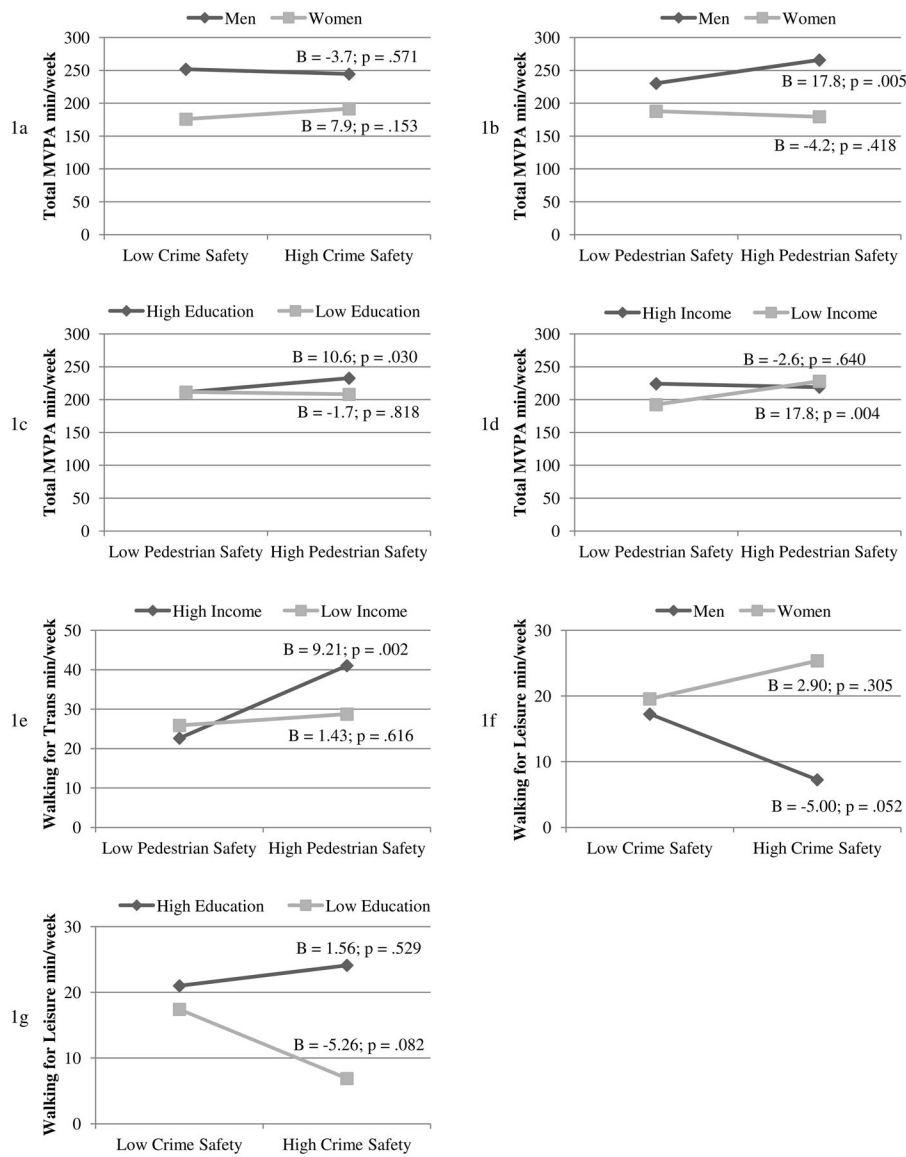 Men Women
300
250
200
150
100
50
0
Total MVPA min/week
1a
B = -3.7; p = .571
B = 7.9; p = .153
Low Crime Safety High Crime Safety
Men Women
300
250
200
150
100
50
0
Total MVPA min/week
1b
B = 17.8; p = .005
B = -4.2; p = .418
Low Pedestrian Safety High Pedestrian Safety
High Education Low Education
300
250
200
150
100
50
0
Total MVPA min/week
1c
B = 10.6; p = .030
B = -1.7; p = .818
Low Pedestrian Safety High Pedestrian Safety
High Income Low Income
300
250
200
150
100
50
0
Total MVPA min/week
1d
B = -2.6; p = .640
B = 17.8; p = .004
Low Pedestrian Safety High Pedestrian Safety
High Income Low Income
50
40
30
20
10
0
Walking for Trans min/week
1e
B = 9.21; p = .002
B = 1.43; p = .616
Low Pedestrian Safety High Pedestrian Safety
Men Women
30
20
10
0
Walking for Leisure min/week
1f
B = 2.90; p = .305
B = -5.00; p = .052
Low Crime Safety High Crime Safety
High Education Low Education
30
20
10
0
Walking for Leisure min/week
1g
B = 1.56; p = .529
B = -5.26; p = .082
Low Crime Safety High Crime Safety